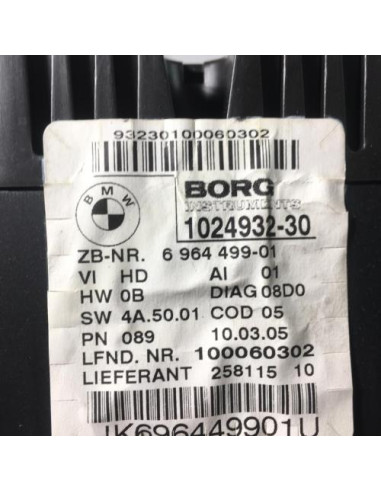 93230100060302
BMW
BORG
INSTRUMENTS
1024932-30
ZB-NR. 6 964 499-01
VI HD AI 01
HW 0B DIAG 08D0
SW 4A.50.01 COD 05
PN 089 10.03.05
LFND. NR. 100060302
LIEFERANT 258115 10
IK696449901U